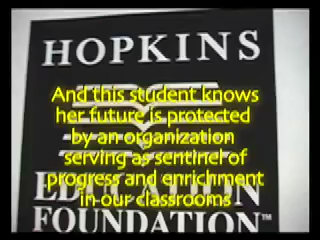 HOPKINS
And this student knows
her future is protected
by an organization
serving as sentinel of
progress and enrichment
in our classrooms
EDUCATION
FOUNDATION™